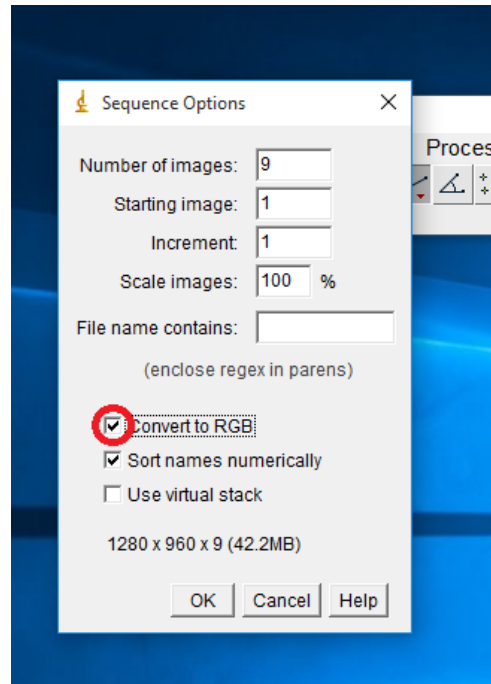 Sequence Options
Proces
Number of images: 9
Starting image: 1
Increment: 1
Scale images: 100 %
File name contains:
(enclose regex in parens)
Convert to RGB
Sort names numerically
Use virtual stack
1280 x 960 x 9 (42.2MB)
OK Cancel Help